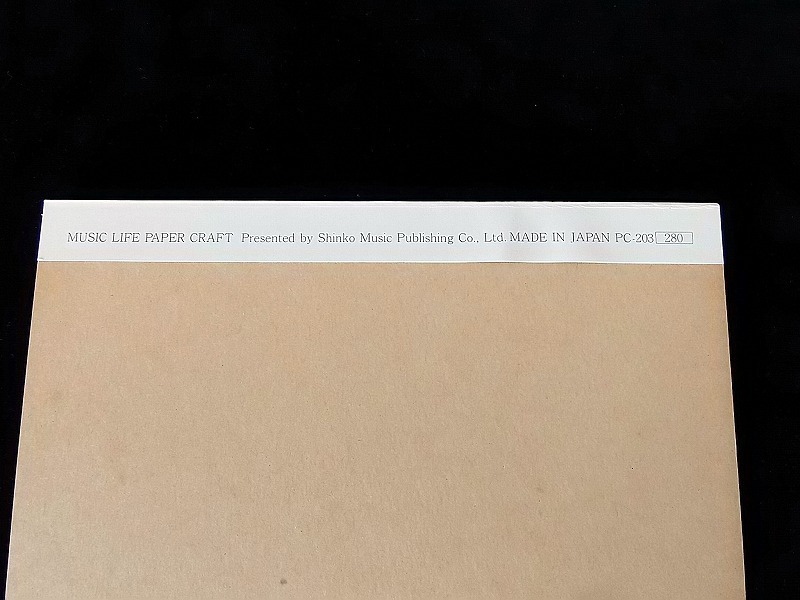 MUSIC LIFE PAPER CRAFT Presented by Shinko Music Publishing Co., Ltd. MADE IN JAPAN PC-203 280